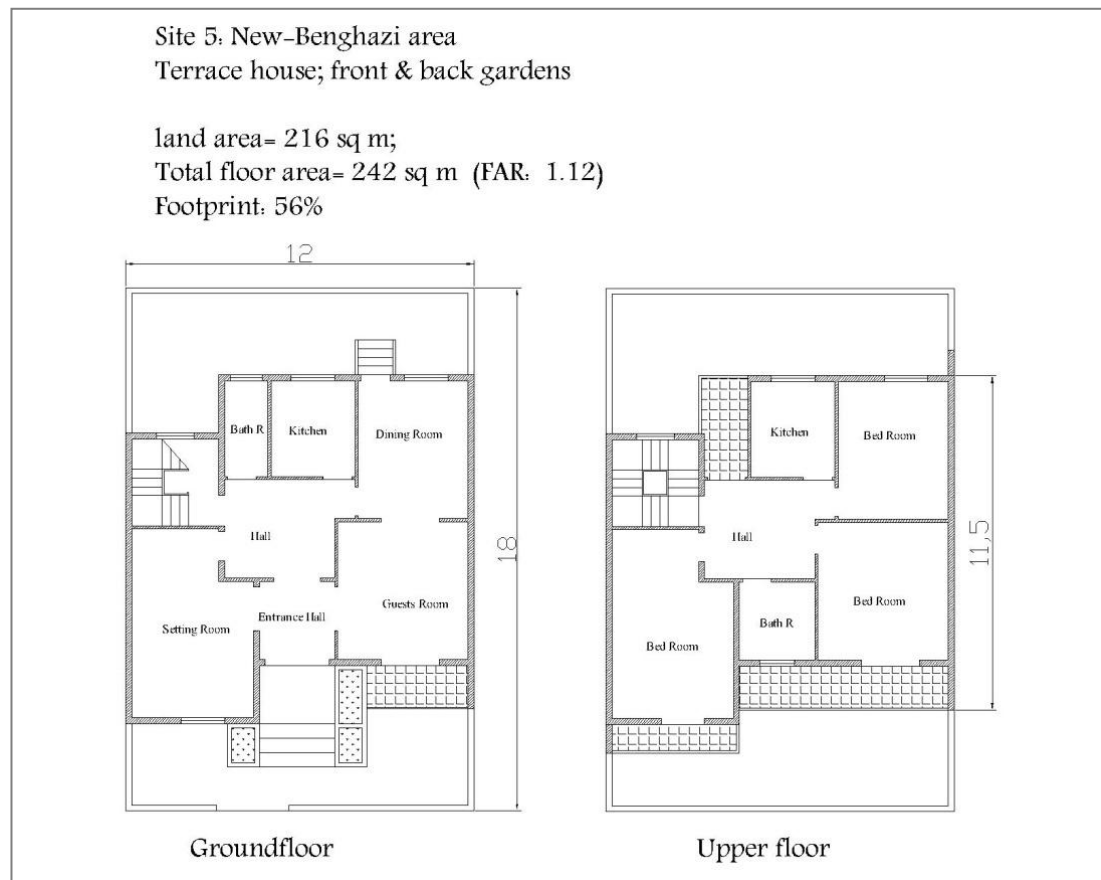 Site 5: New-Benghazi area
Terrace house; front & back gardens
land area= 216 sq m;
Total floor area= 242 sq m (FAR: 1.12)
Footprint: 56%
12
18
Bath R
Kitchen
Dining Room
Hall
Setting Room
Entrance Hall
Guests Room
Groundfloor
11,5
Kitchen
Bed Room
Hall
Bed Room
Bath R
Bed Room
Upper floor